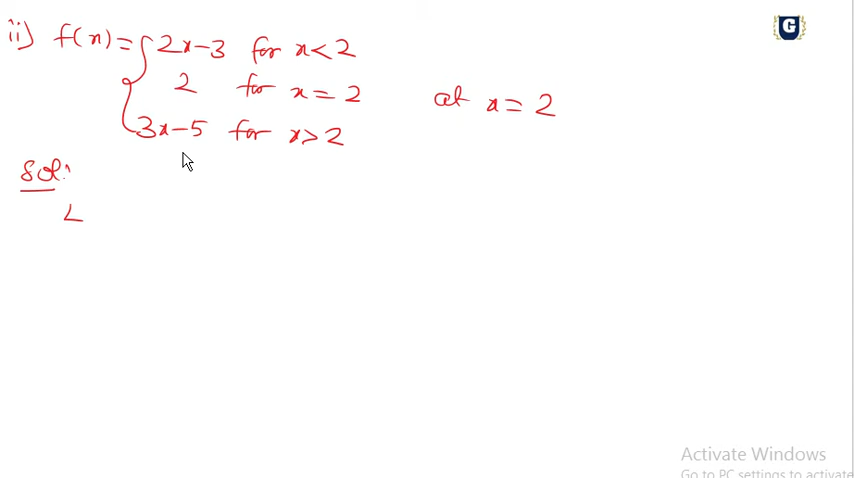 ii) f(x) = { 2x-3 for x < 2
2 for x = 2
3x-5 for x > 2
at x = 2
G
Sol:
L
Activate Windows
Go to PC settings to activate